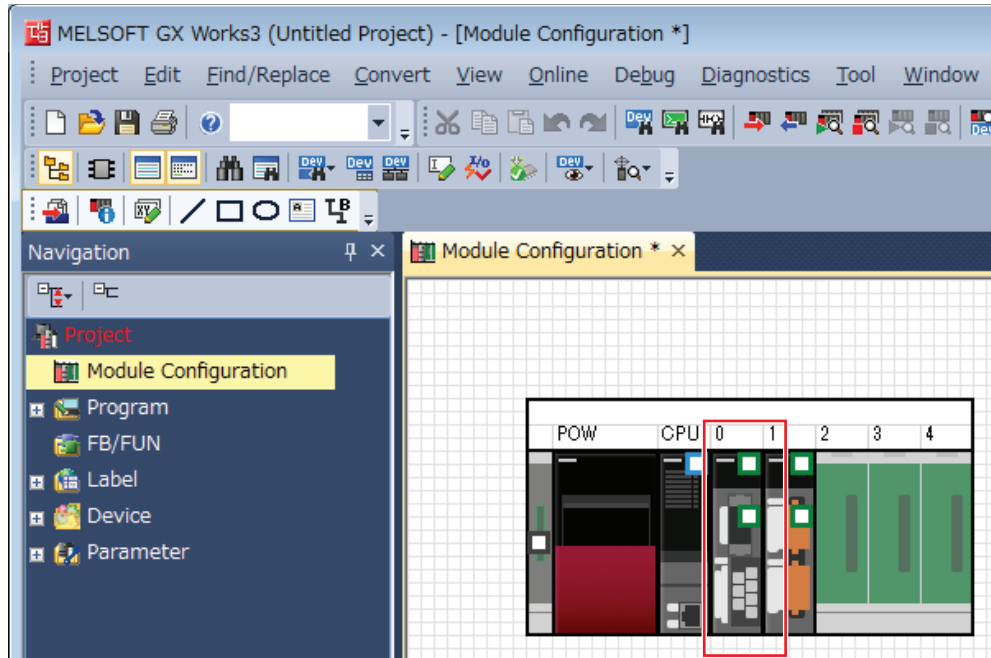 MELSOFT GX Works3 (Untitled Project) - [Module Configuration *]
Project Edit Find/Replace Convert View Online Debug Diagnostics Tool Window
Navigation
Module Configuration *
Project
Module Configuration
Program
FB/FUN
Label
Device
Parameter
POW CPU 0 1 2 3 4